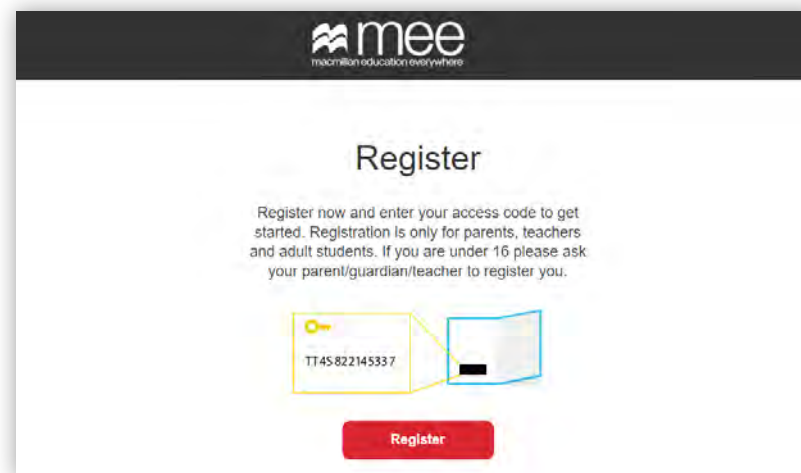 mee
macmillan education everywhere
Register
Register now and enter your access code to get
started. Registration is only for parents, teachers
and adult students. If you are under 16 please ask
your parent/guardian/teacher to register you.
TT4S822145337
Register